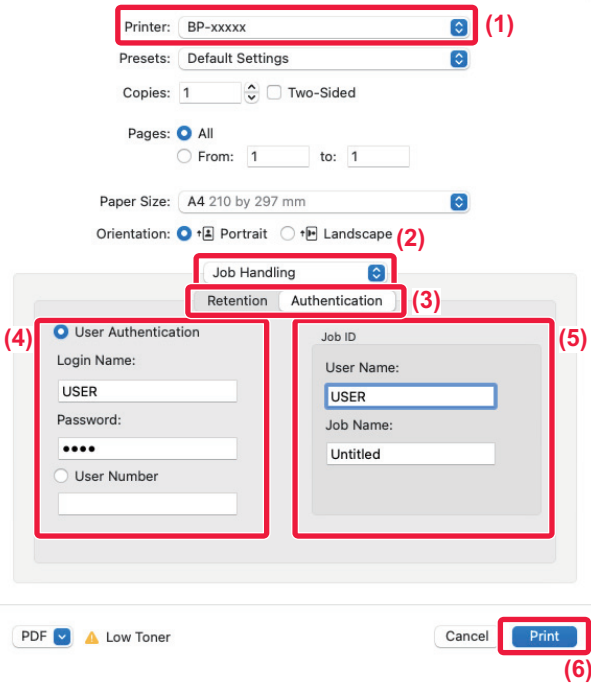 Printer: BP-xxxxx (1)
Presets: Default Settings
Copies: 1 Two-Sided
Pages: All
From: 1 to: 1
Paper Size: A4 210 by 297 mm
Orientation: Portrait Landscape (2)
Job Handling
Retention Authentication (3)
(4) User Authentication
Login Name:
USER
Password:
••••
User Number
Job ID (5)
User Name:
USER
Job Name:
Untitled
PDF Low Toner Cancel Print
(6)